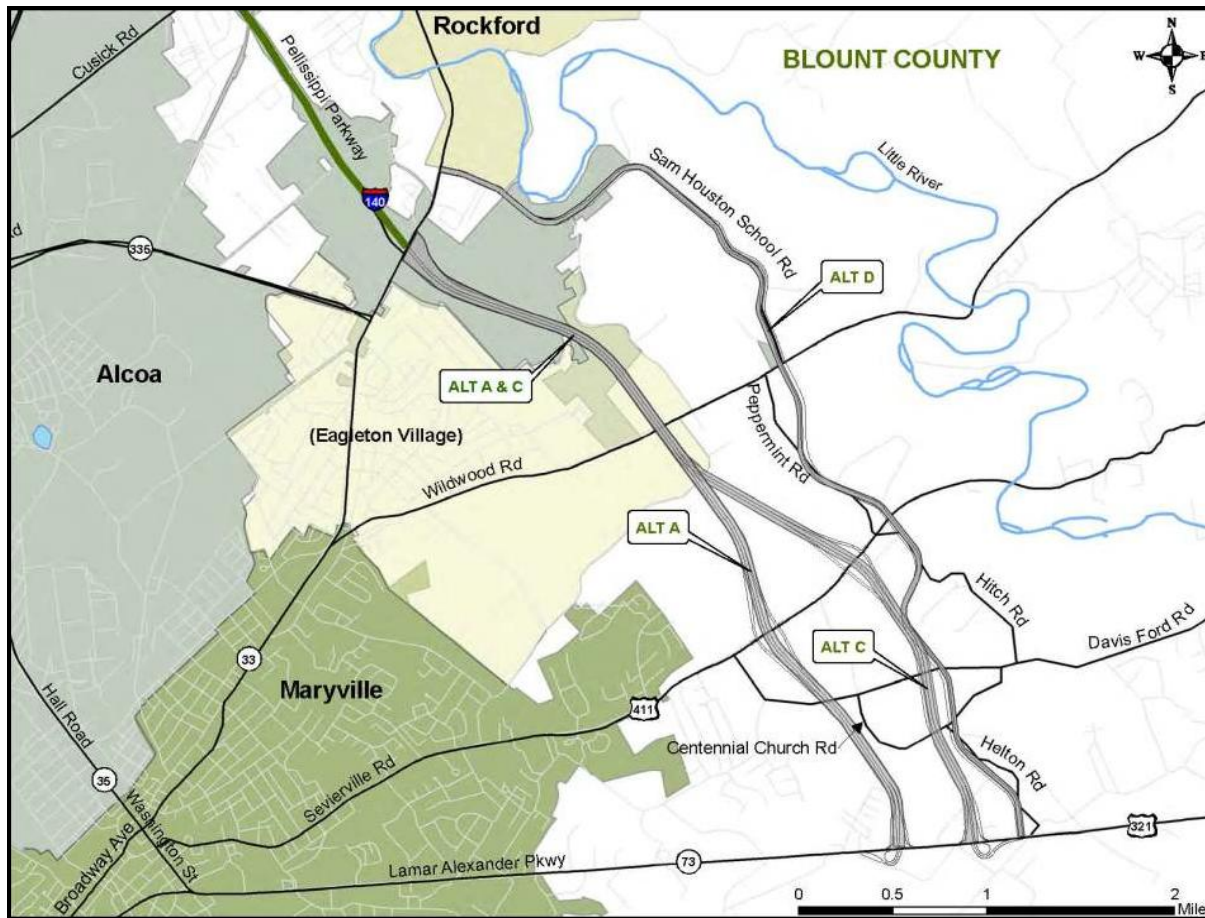 Rockford
BLOUNT COUNTY
N
W
S
Cusick Rd
Pellissippi Parkway
140
Little River
Sam Houston School Rd
335
ALT D
Alcoa
ALT A & C
(Eagleton Village)
Peppermint Rd
Wildwood Rd
ALT A
Hitch Rd
Davis Ford Rd
ALT C
33
Maryville
411
Hall Road
Centennial Church Rd
Helton Rd
35
Sevierville Rd
Washington St
Broadway Ave
Lamar Alexander Pkwy
73
321
0 0.5 1 2
Mile